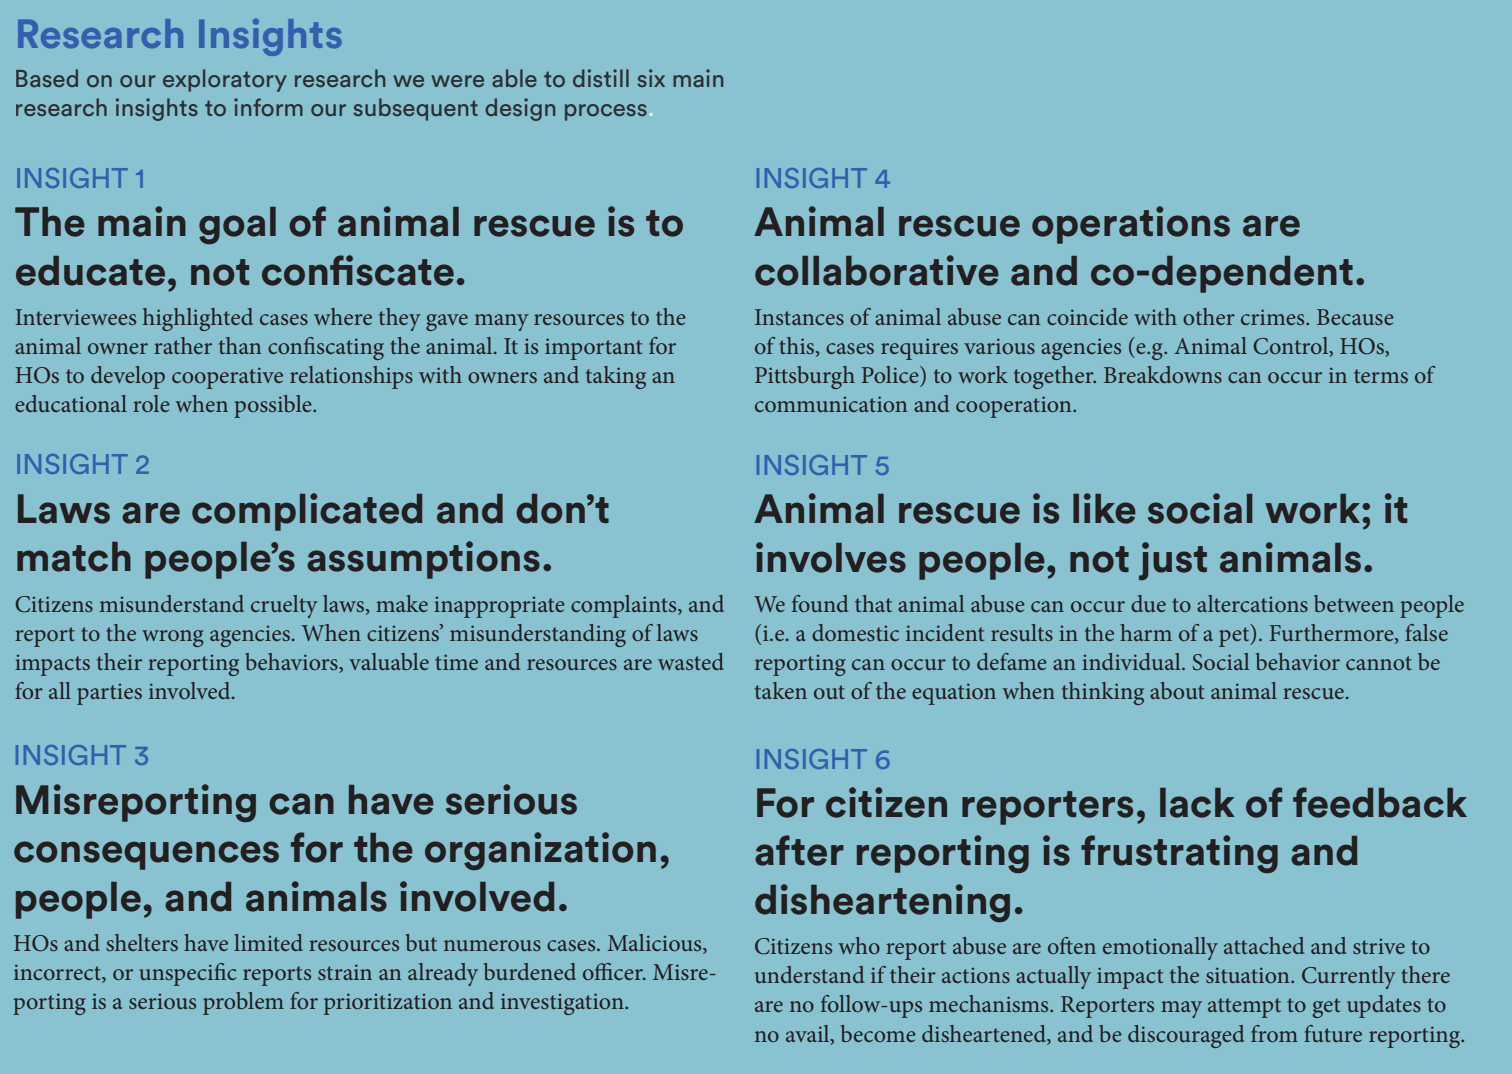 Research Insights
Based on our exploratory research we were able to distill six main
research insights to inform our subsequent design process.
INSIGHT 1
The main goal of animal rescue is to
educate, not confiscate.
Interviewees highlighted cases where they gave many resources to the
animal owner rather than confiscating the animal. It is important for
HOs to develop cooperative relationships with owners and taking an
educational role when possible.
INSIGHT 2
Laws are complicated and don’t
match people’s assumptions.
Citizens misunderstand cruelty laws, make inappropriate complaints, and
report to the wrong agencies. When citizens’ misunderstanding of laws
impacts their reporting behaviors, valuable time and resources are wasted
for all parties involved.
INSIGHT 3
Misreporting can have serious
consequences for the organization,
people, and animals involved.
HOs and shelters have limited resources but numerous cases. Malicious,
incorrect, or unspecific reports strain an already burdened officer. Misre-
porting is a serious problem for prioritization and investigation.
INSIGHT 4
Animal rescue operations are
collaborative and co-dependent.
Instances of animal abuse can coincide with other crimes. Because
of this, cases requires various agencies (e.g. Animal Control, HOs,
Pittsburgh Police) to work together. Breakdowns can occur in terms of
communication and cooperation.
INSIGHT 5
Animal rescue is like social work; it
involves people, not just animals.
We found that animal abuse can occur due to altercations between people
(i.e. a domestic incident results in the harm of a pet). Furthermore, false
reporting can occur to defame an individual. Social behavior cannot be
taken out of the equation when thinking about animal rescue.
INSIGHT 6
For citizen reporters, lack of feedback
after reporting is frustrating and
disheartening.
Citizens who report abuse are often emotionally attached and strive to
understand if their actions actually impact the situation. Currently there
are no follow-ups mechanisms. Reporters may attempt to get updates to
no avail, become disheartened, and be discouraged from future reporting.